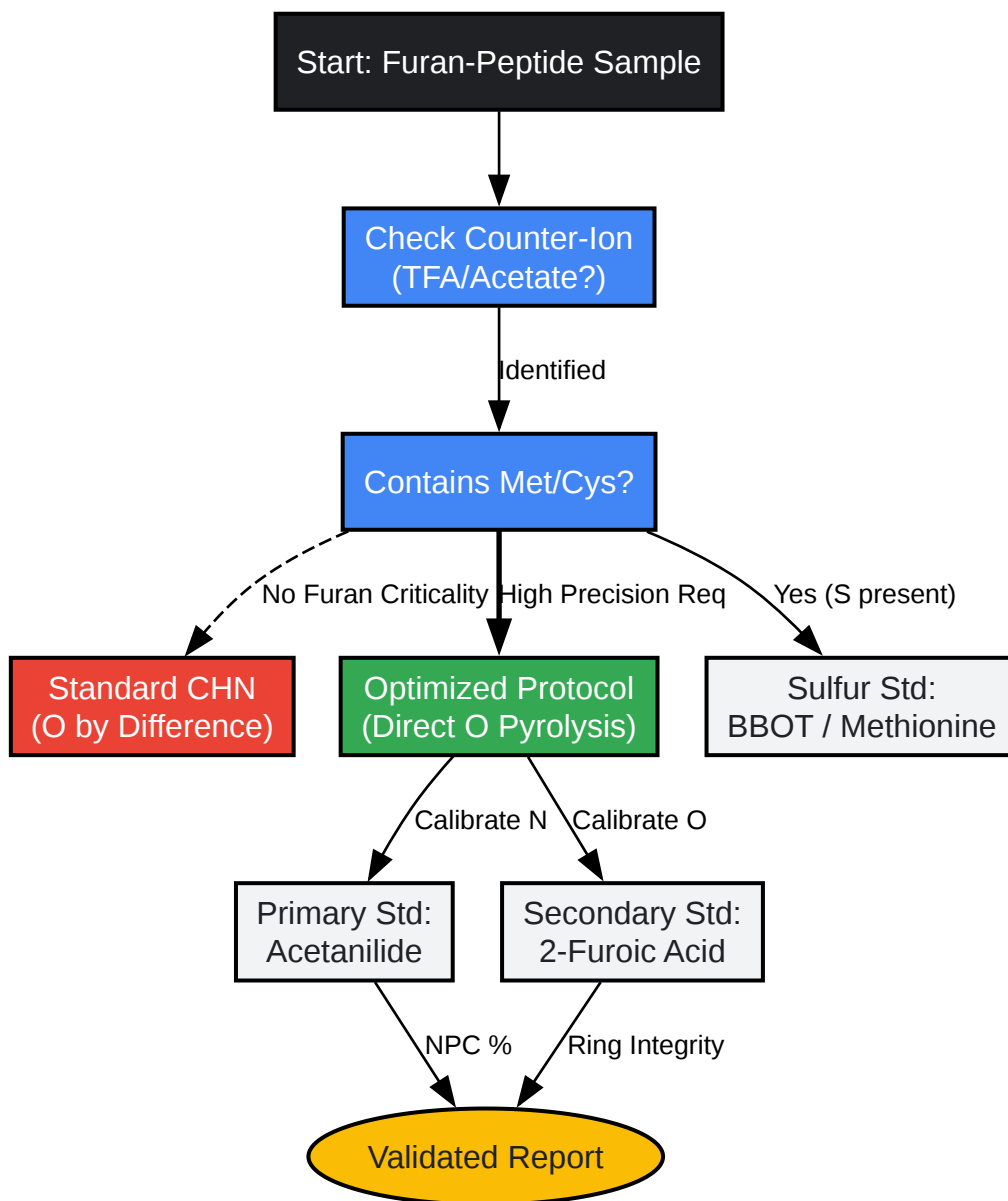 Start: Furan-Peptide Sample
Check Counter-Ion
(TFA/Acetate?)
Identified
Contains Met/Cys?
No Furan Criticality
High Precision Req
Yes (S present)
Standard CHN
(O by Difference)
Optimized Protocol
(Direct O Pyrolysis)
Sulfur Std:
BBOT / Methionine
Calibrate N
Calibrate O
Primary Std:
Acetanilide
Secondary Std:
2-Furoic Acid
NPC %
Ring Integrity
Validated Report